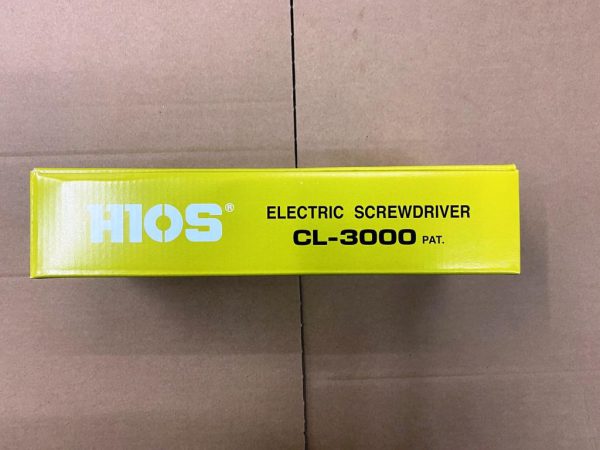 HIOS®
ELECTRIC SCREWDRIVER
CL-3000 PAT.